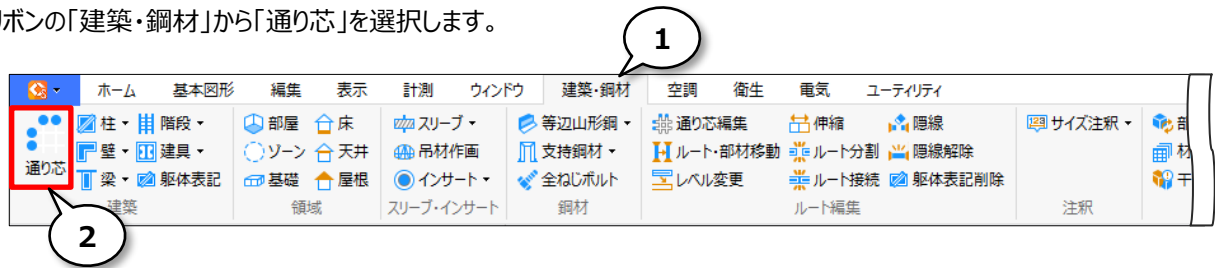 リボンの「建築・鋼材」から「通り芯」を選択します。
1
ホーム 基本図形 編集 表示 計測 ウィンドウ 建築・鋼材 空調 衛生 電気 ユーティリティ
柱 階段 部屋 床 スリーブ 等辺山形鋼 通り芯編集 伸縮 隠線 サイズ注釈 部
壁 建具 ゾーン 天井 吊材作画 支持鋼材 ルート・部材移動 ルート分割 隠線解除 材
通り芯
梁 躯体表記 基礎 屋根 インサート 全ねじボルト レベル変更 ルート接続 躯体表記削除 干
建築 領域 スリーブ・インサート 鋼材 ルート編集 注釈
2